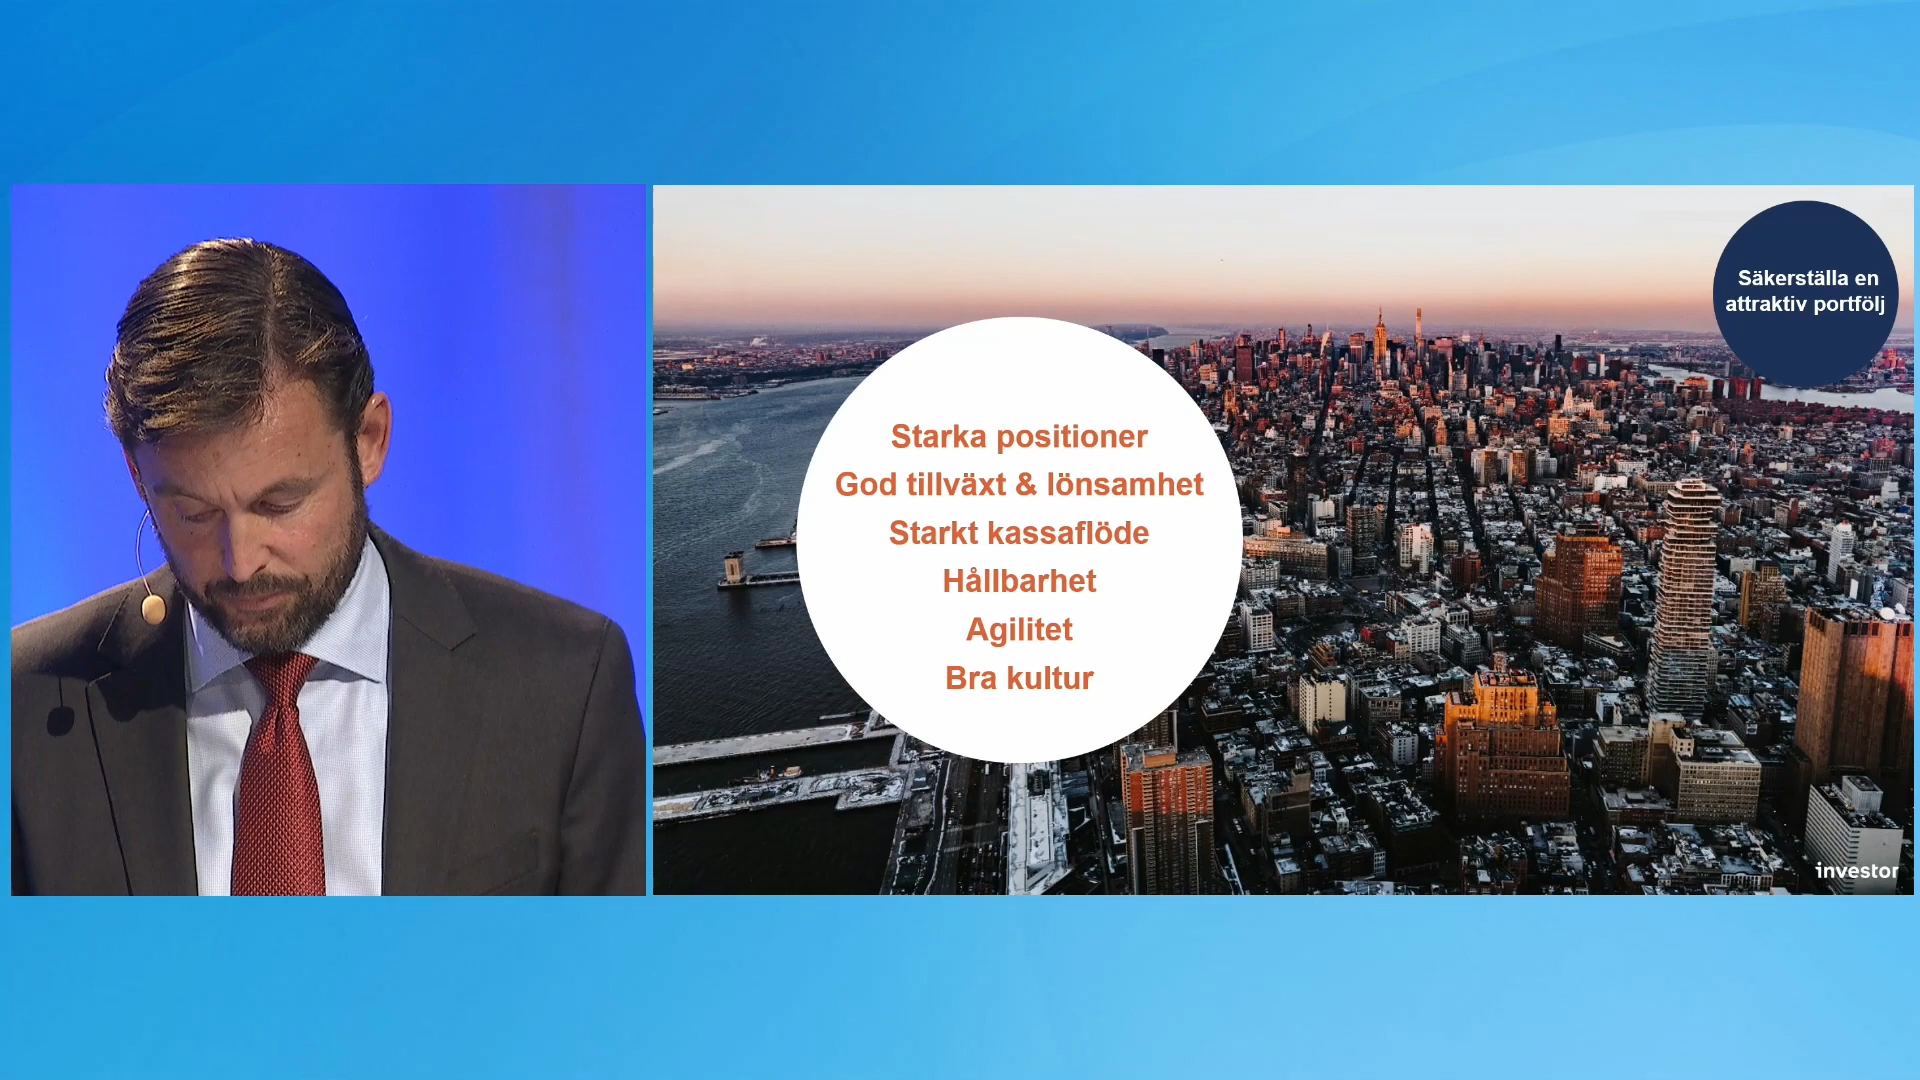 Säkerställa en
attraktiv portfölj
Starka positioner
God tillväxt & lönsamhet
Starkt kassaflöde
Hållbarhet
Agilitet
Bra kultur
investor